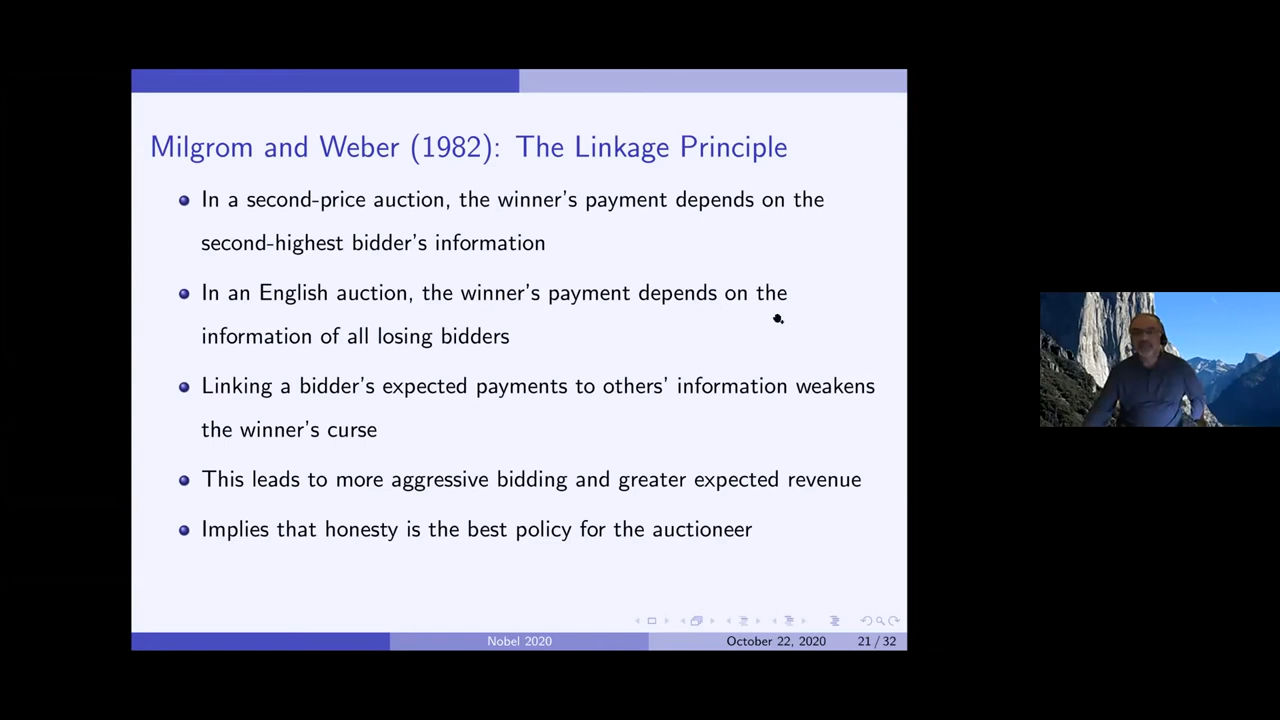 Milgrom and Weber (1982): The Linkage Principle
In a second-price auction, the winner's payment depends on the
second-highest bidder's information
In an English auction, the winner's payment depends on the
information of all losing bidders
Linking a bidder's expected payments to others' information weakens
the winner's curse
This leads to more aggressive bidding and greater expected revenue
Implies that honesty is the best policy for the auctioneer
Nobel 2020 October 22, 2020 21 / 32